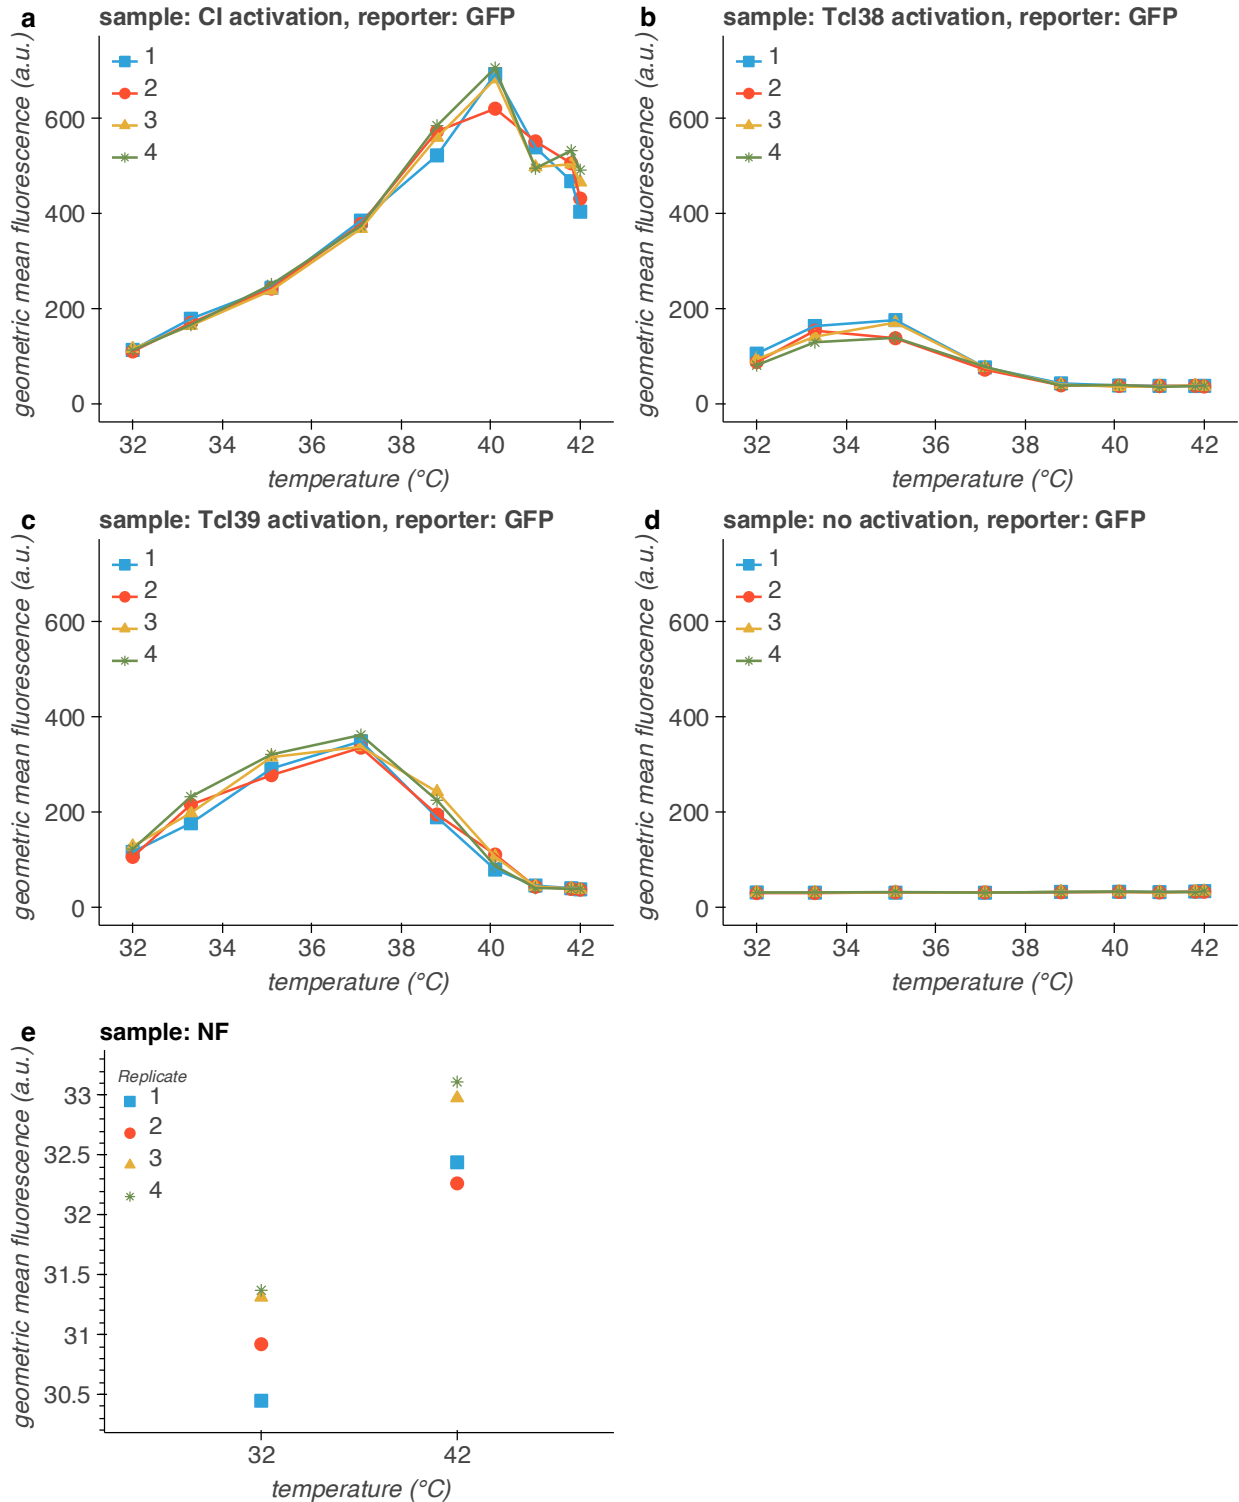 a sample: CI activation, reporter: GFP
geometric mean fluorescence (a.u.)
1
2
3
4
600
400
200
0
32 34 36 38 40 42
temperature (°C)
b sample: TcI38 activation, reporter: GFP
geometric mean fluorescence (a.u.)
1
2
3
4
600
400
200
0
32 34 36 38 40 42
temperature (°C)
c sample: TcI39 activation, reporter: GFP
geometric mean fluorescence (a.u.)
1
2
3
4
600
400
200
0
32 34 36 38 40 42
temperature (°C)
d sample: no activation, reporter: GFP
geometric mean fluorescence (a.u.)
1
2
3
4
600
400
200
0
32 34 36 38 40 42
temperature (°C)
e sample: NF
geometric mean fluorescence (a.u.)
Replicate
1
2
3
4
33
32.5
32
31.5
31
30.5
32 42
temperature (°C)